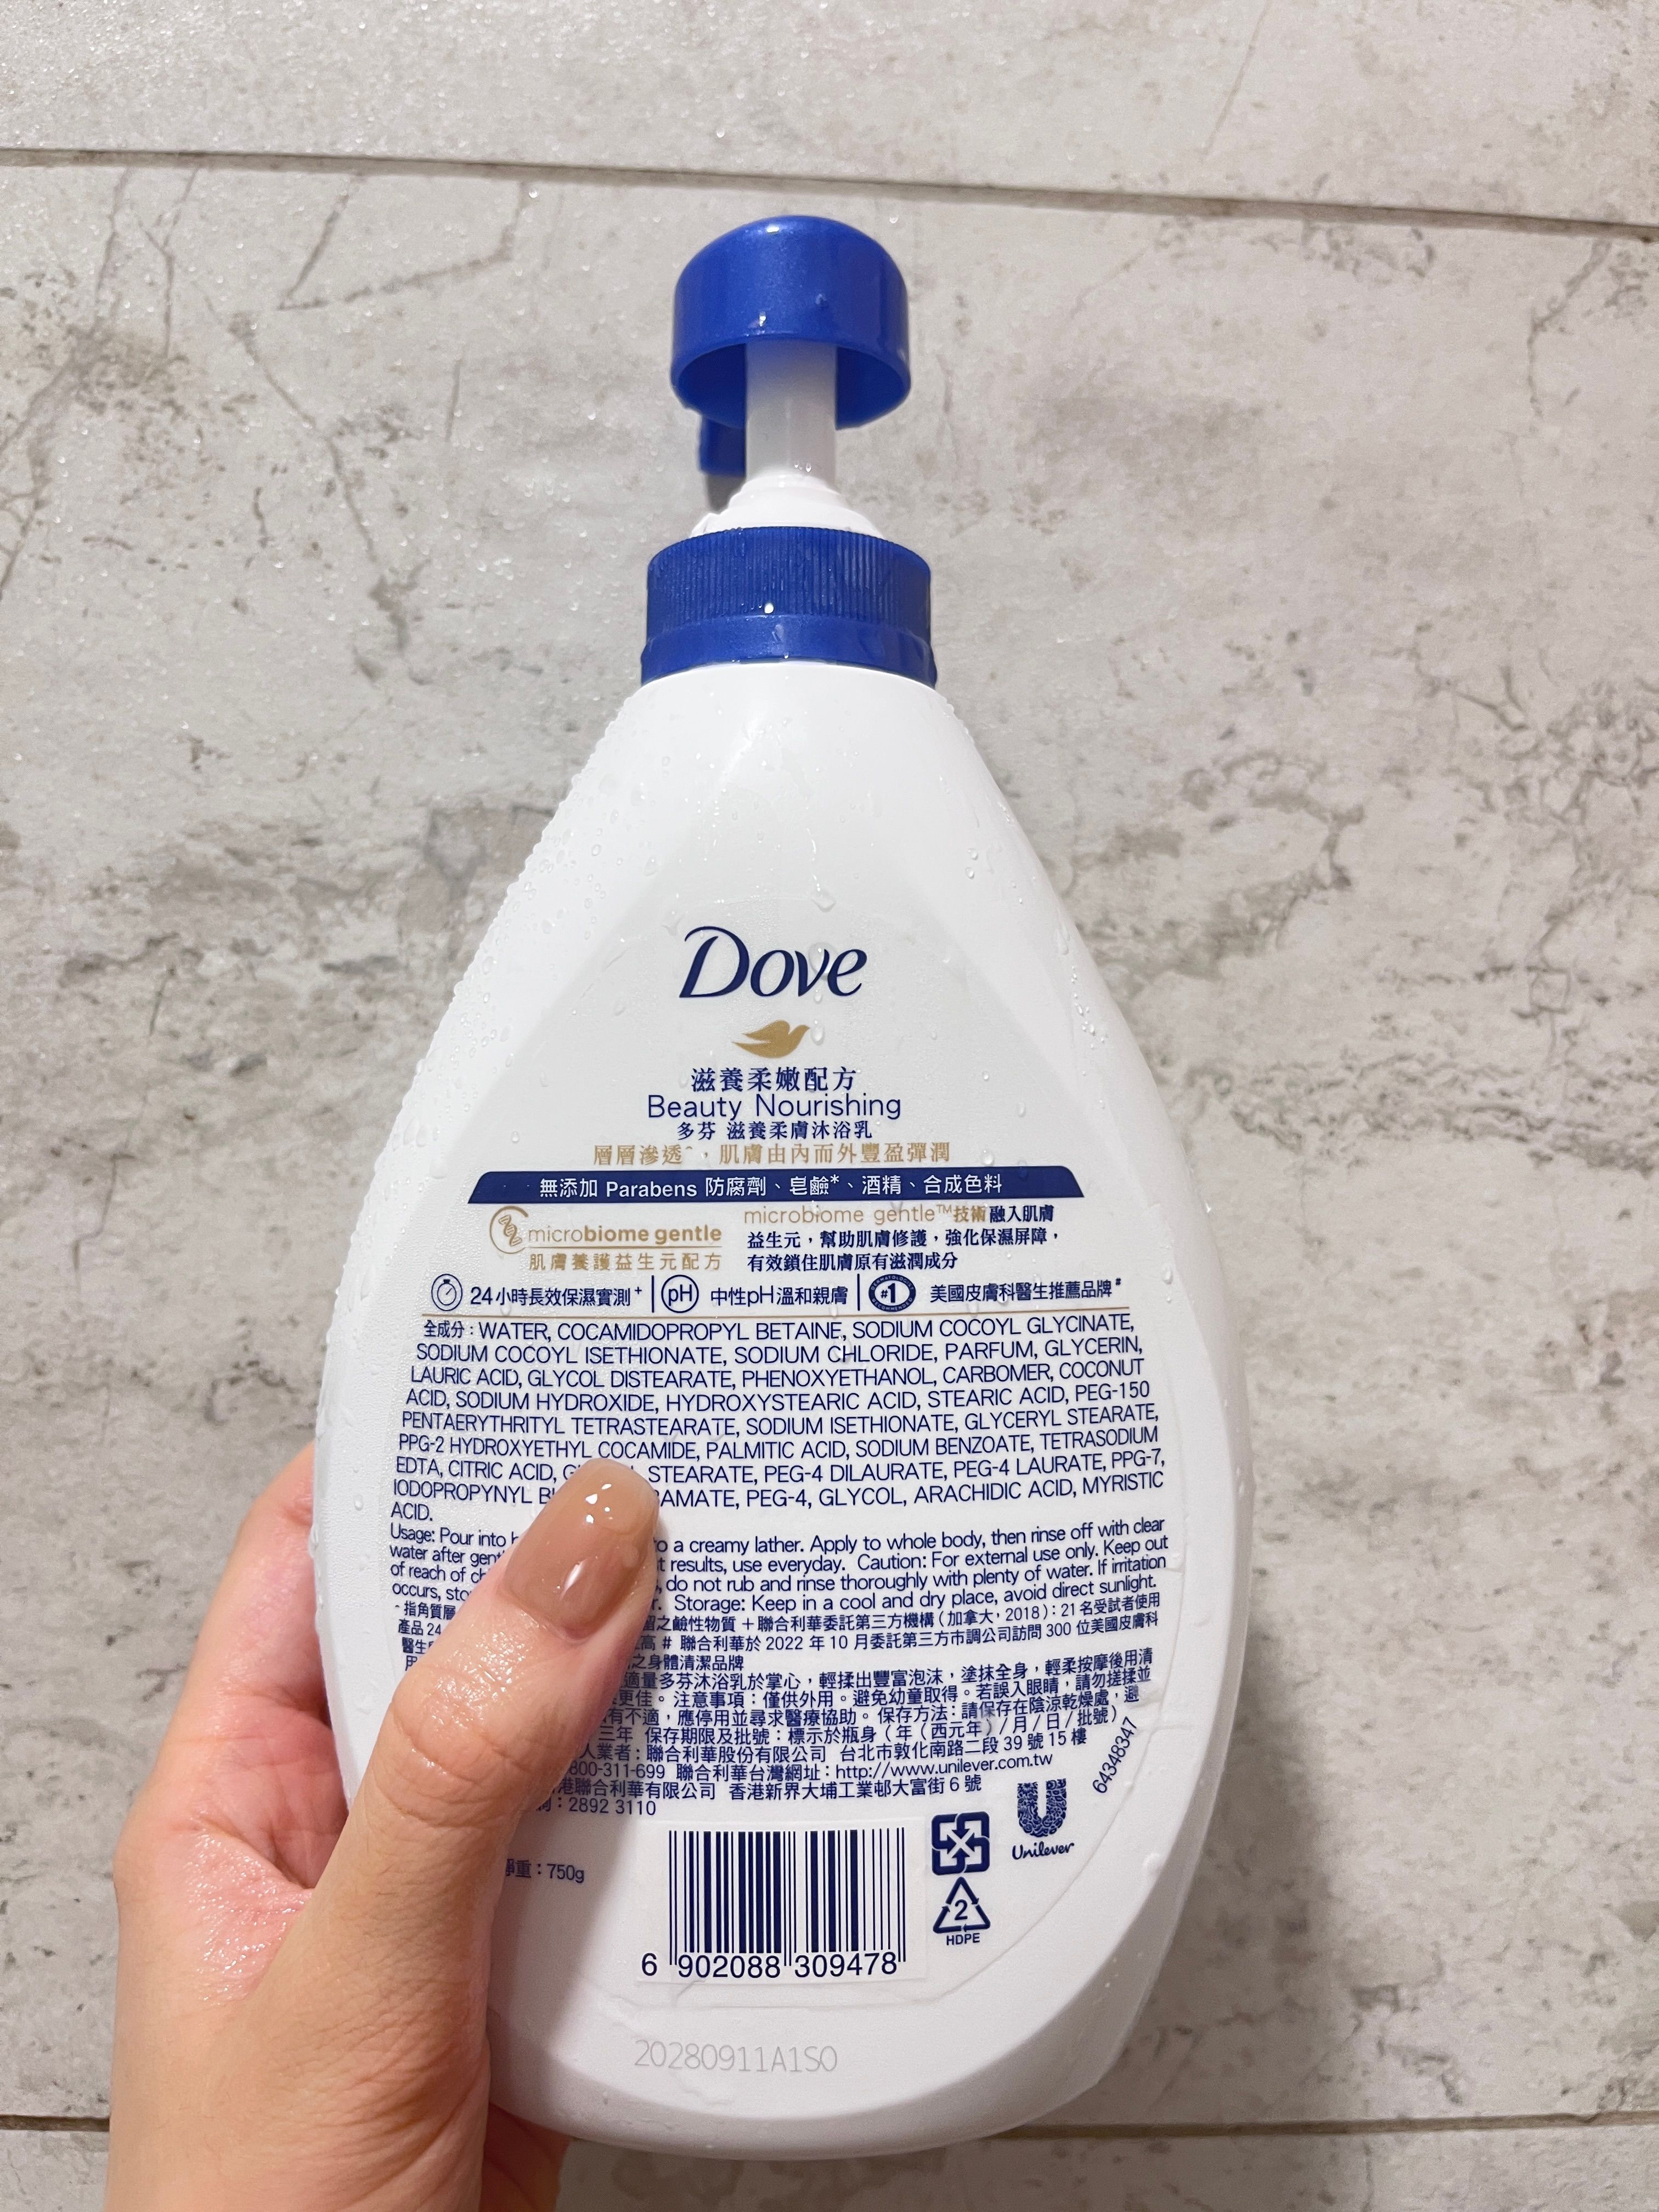 Dove
滋養柔嫩配方
Beauty Nourishing
多芬 滋養柔膚沐浴乳
層層滲透^，肌膚由內而外豐盈彈潤
無添加 Parabens 防腐劑、皂鹼*、酒精、合成色料
microbiome gentle
肌膚養護益生元配方
microbiome gentle™技術融入肌膚
益生元，幫助肌膚修護，強化保濕屏障，
有效鎖住肌膚原有滋潤成分
24小時長效保濕實測+
pH
中性pH溫和親膚
#1
美國皮膚科醫生推薦品牌#
全成分：WATER, COCAMIDOPROPYL BETAINE, SODIUM COCOYL GLYCINATE,
SODIUM COCOYL ISETHIONATE, SODIUM CHLORIDE, PARFUM, GLYCERIN,
LAURIC ACID, GLYCOL DISTEARATE, PHENOXYETHANOL, CARBOMER, COCONUT
ACID, SODIUM HYDROXIDE, HYDROXYSTEARIC ACID, STEARIC ACID, PEG-150
PENTAERYTHRITYL TETRASTEARATE, SODIUM ISETHIONATE, GLYCERYL STEARATE,
PPG-2 HYDROXYETHYL COCAMIDE, PALMITIC ACID, SODIUM BENZOATE, TETRASODIUM
EDTA, CITRIC ACID, STEARATE, PEG-4 DILAURATE, PEG-4 LAURATE, PPG-7,
IODOPROPYNYL BAMATE, PEG-4, GLYCOL, ARACHIDIC ACID, MYRISTIC
ACID.
Usage: Pour into to a creamy lather. Apply to whole body, then rinse off with clear
water after results, use everyday. Caution: For external use only. Keep out
of reach of do not rub and rinse thoroughly with plenty of water. If irritation
occurs, Storage: Keep in a cool and dry place, avoid direct sunlight.
^指角質層 之鹼性物質 +聯合利華委託第三方機構（加拿大，2018）：21名受試者使用
產品24 高 # 聯合利華於 2022 年 10 月委託第三方市調公司訪問 300 位美國皮膚科
醫生 之身體清潔品牌
適量多芬沐浴乳於掌心，輕揉出豐富泡沫，塗抹全身，輕柔按摩後用清
更佳。注意事項：僅供外用。避免幼童取得。若誤入眼睛，請勿搓揉並
有不適，應停用並尋求醫療協助。保存方法：請保存在陰涼乾燥處，避
三年 保存期限及批號：標示於瓶身（年（西元年）/月/日/批號）
人業者：聯合利華股份有限公司 台北市敦化南路二段 39 號 15 樓
800-311-699 聯合利華台灣網址：http://www.unilever.com.tw
港聯合利華有限公司 香港新界大埔工業邨大富街 6 號
：2892 3110
64348347
Unilever
淨重：750g
2
HDPE
6 902088 309478
20280911A1S0